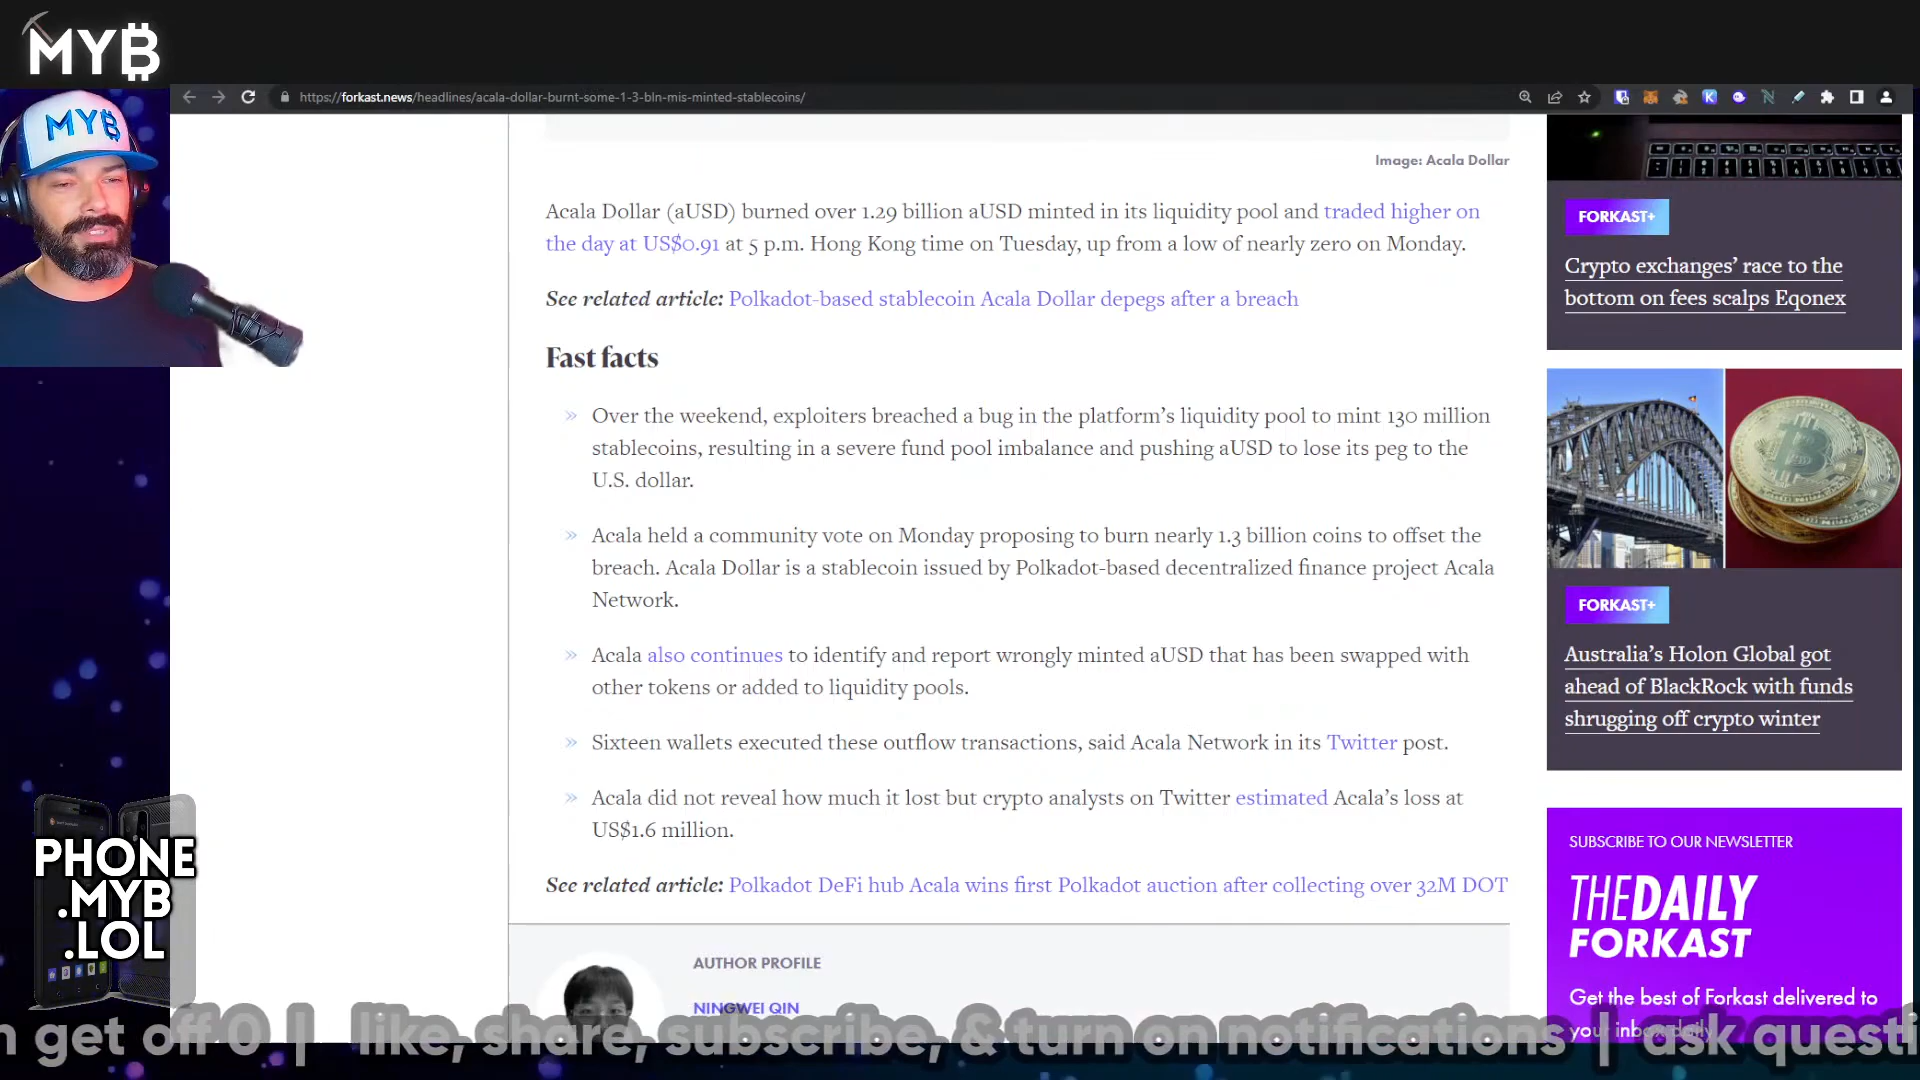 MYB
https://forkast.news/headlines/acala-dollar-burnt-some-1-3-bln-mis-minted-stablecoins/
MYB
Image: Acala Dollar
Acala Dollar (aUSD) burned over 1.29 billion aUSD minted in its liquidity pool and traded higher on
the day at US$0.91 at 5 p.m. Hong Kong time on Tuesday, up from a low of nearly zero on Monday.
See related article: Polkadot-based stablecoin Acala Dollar depegs after a breach
Fast facts
» Over the weekend, exploiters breached a bug in the platform’s liquidity pool to mint 130 million
stablecoins, resulting in a severe fund pool imbalance and pushing aUSD to lose its peg to the
U.S. dollar.
» Acala held a community vote on Monday proposing to burn nearly 1.3 billion coins to offset the
breach. Acala Dollar is a stablecoin issued by Polkadot-based decentralized finance project Acala
Network.
» Acala also continues to identify and report wrongly minted aUSD that has been swapped with
other tokens or added to liquidity pools.
» Sixteen wallets executed these outflow transactions, said Acala Network in its Twitter post.
» Acala did not reveal how much it lost but crypto analysts on Twitter estimated Acala’s loss at
US$1.6 million.
See related article: Polkadot DeFi hub Acala wins first Polkadot auction after collecting over 32M DOT
AUTHOR PROFILE
NINGWEI QIN
FORKAST+
Crypto exchanges’ race to the
bottom on fees scalps Eqonex
FORKAST+
Australia’s Holon Global got
ahead of BlackRock with funds
shrugging off crypto winter
SUBSCRIBE TO OUR NEWSLETTER
THE DAILY
FORKAST
Get the best of Forkast delivered to
your inbox daily
PHONE
.MYB
.LOL
n get off 0 | like, share, subscribe, & turn on notifications | ask questi